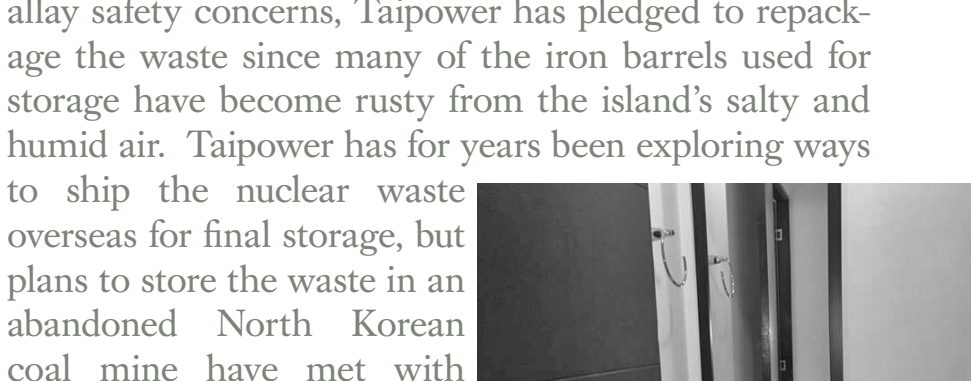 allay safety concerns, Taipower has pledged to repack-
age the waste since many of the iron barrels used for
storage have become rusty from the island’s salty and
humid air.  Taipower has for years been exploring ways
to ship the nuclear waste
overseas for final storage, but
plans to store the waste in an
abandoned North Korean
coal mine have met with